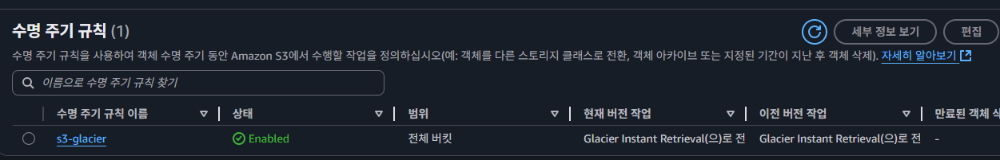 수명 주기 규칙 (1)
세부 정보 보기
편집
수명 주기 규칙을 사용하여 객체 수명 주기 동안 Amazon S3에서 수행할 작업을 정의하십시오(예: 객체를 다른 스토리지 클래스로 전환, 객체 아카이브 또는 지정된 기간이 지난 후 객체 삭제). 자세히 알아보기
이름으로 수명 주기 규칙 찾기
수명 주기 규칙 이름 상태 범위 현재 버전 작업 이전 버전 작업 만료된 객체
s3-glacier Enabled 전체 버킷 Glacier Instant Retrieval(으)로 전 Glacier Instant Retrieval(으)로 전 -